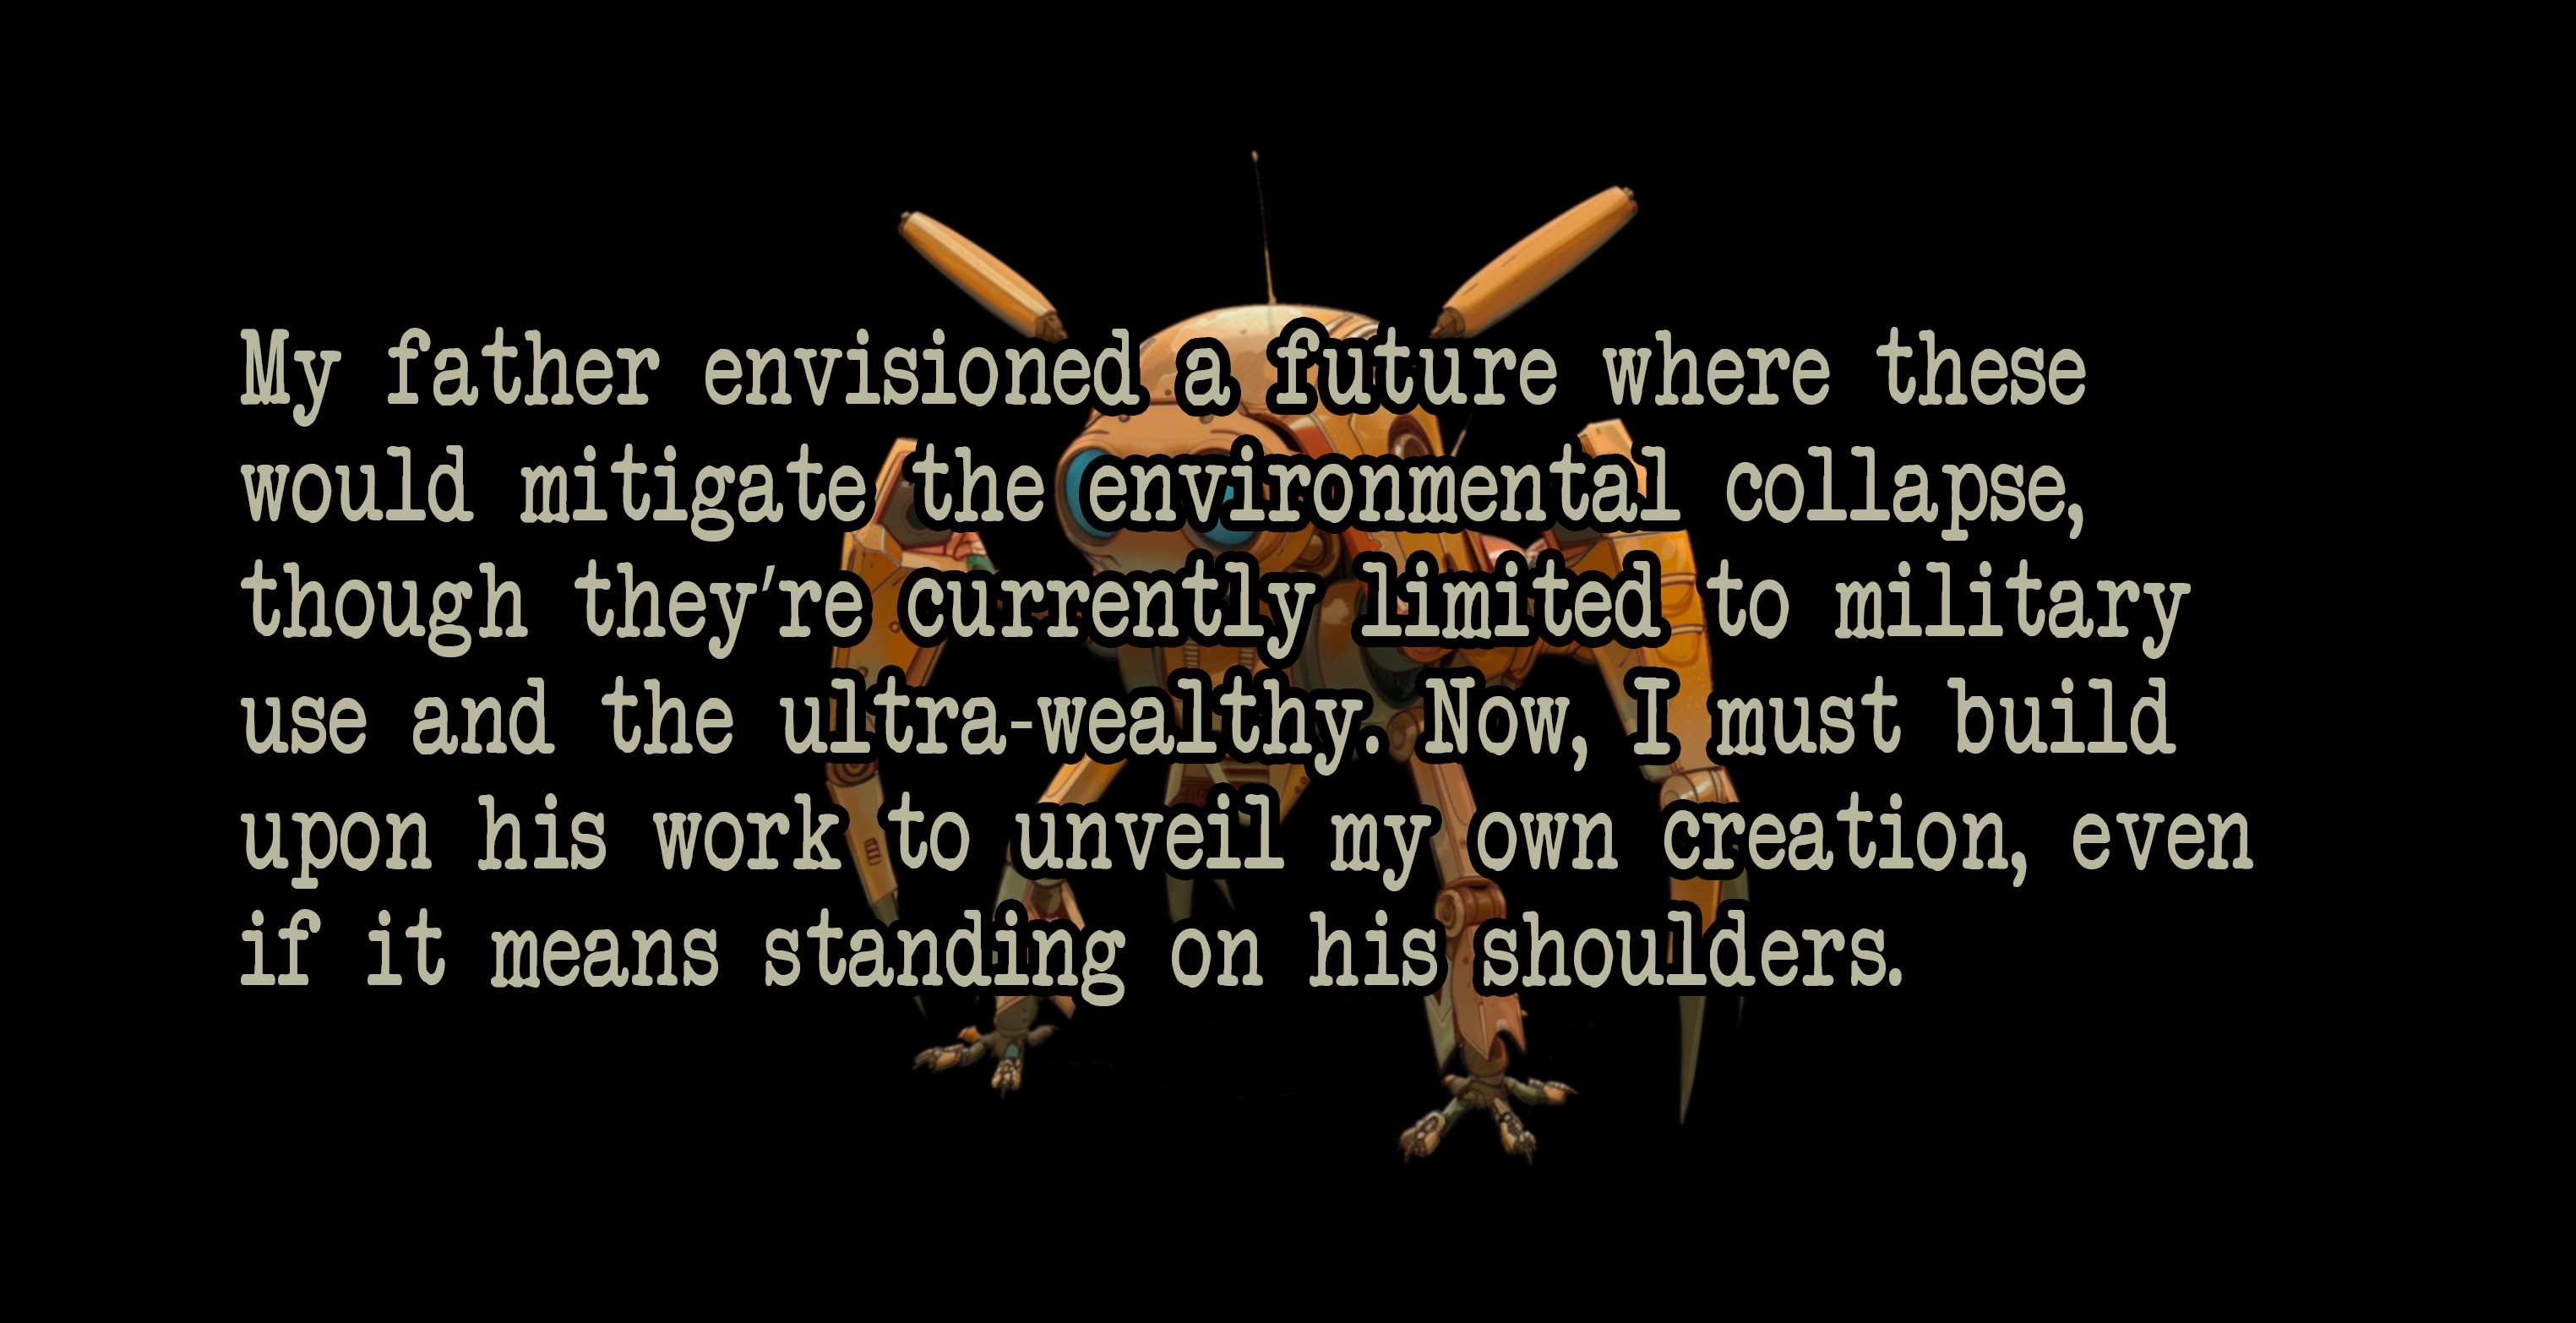 My father envisioned a future where these
would mitigate the environmental collapse,
though they're currently limited to military
use and the ultra-wealthy. Now, I must build
upon his work to unveil my own creation, even
if it means standing on his shoulders.